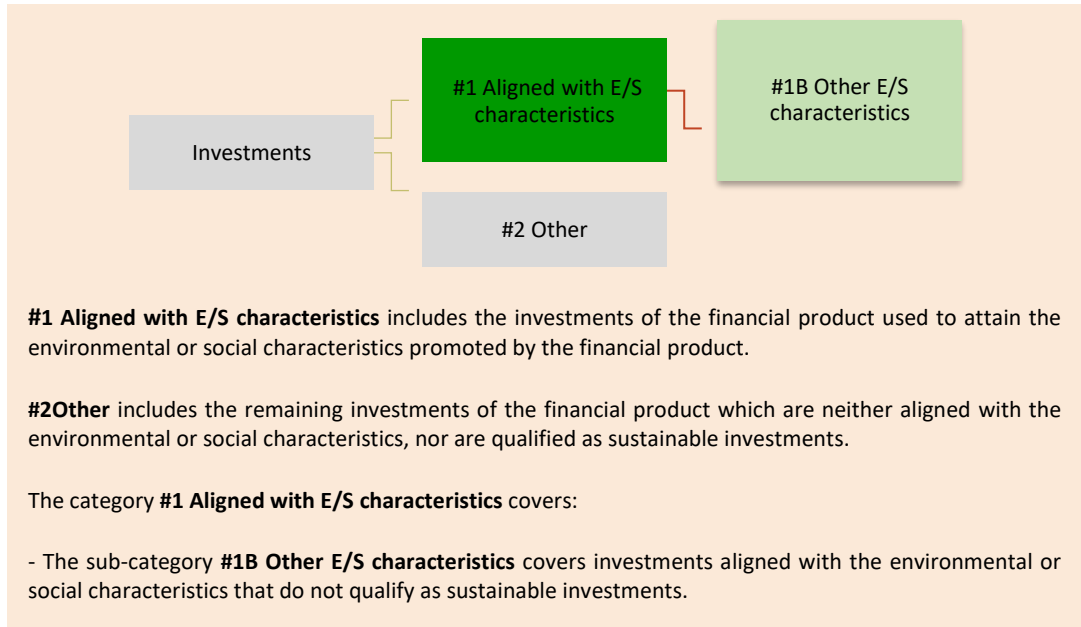 #1 Aligned with E/S
characteristics
#1B Other E/S
characteristics
Investments
#2 Other
#1 Aligned with E/S characteristics includes the investments of the financial product used to attain the
environmental or social characteristics promoted by the financial product.
#2Other includes the remaining investments of the financial product which are neither aligned with the
environmental or social characteristics, nor are qualified as sustainable investments.
The category #1 Aligned with E/S characteristics covers:
- The sub-category #1B Other E/S characteristics covers investments aligned with the environmental or
social characteristics that do not qualify as sustainable investments.